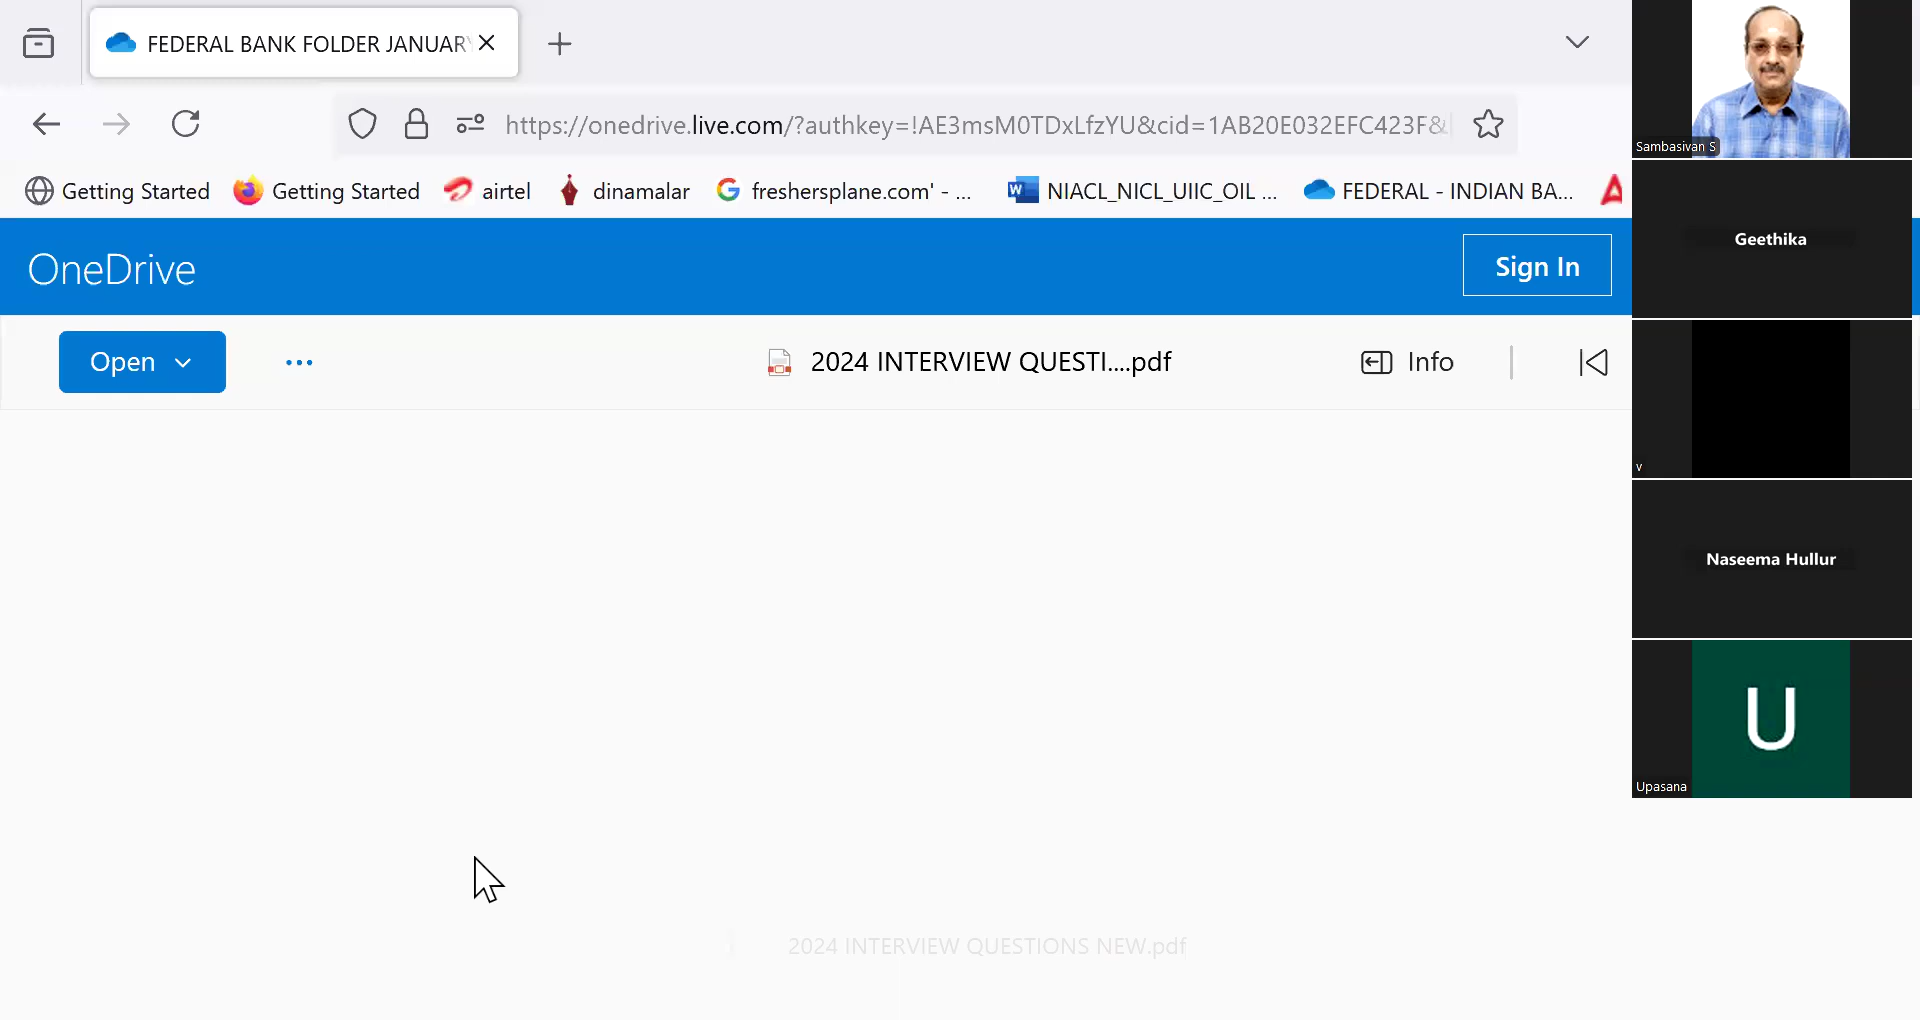 FEDERAL BANK FOLDER JANUARY
https://onedrive.live.com/?authkey=!AE3msM0TDxLfzYU&cid=1AB20E032EFC423F&
Getting Started
Getting Started
airtel
dinamalar
freshersplane.com' - ...
NIACL_NICL_UIIC_OIL ...
FEDERAL - INDIAN BA...
OneDrive
Sign In
Open
2024 INTERVIEW QUESTI....pdf
Info
2024 INTERVIEW QUESTIONS NEW.pdf
Sambasivan S
Geethika
v
Naseema Hullur
U
Upasana